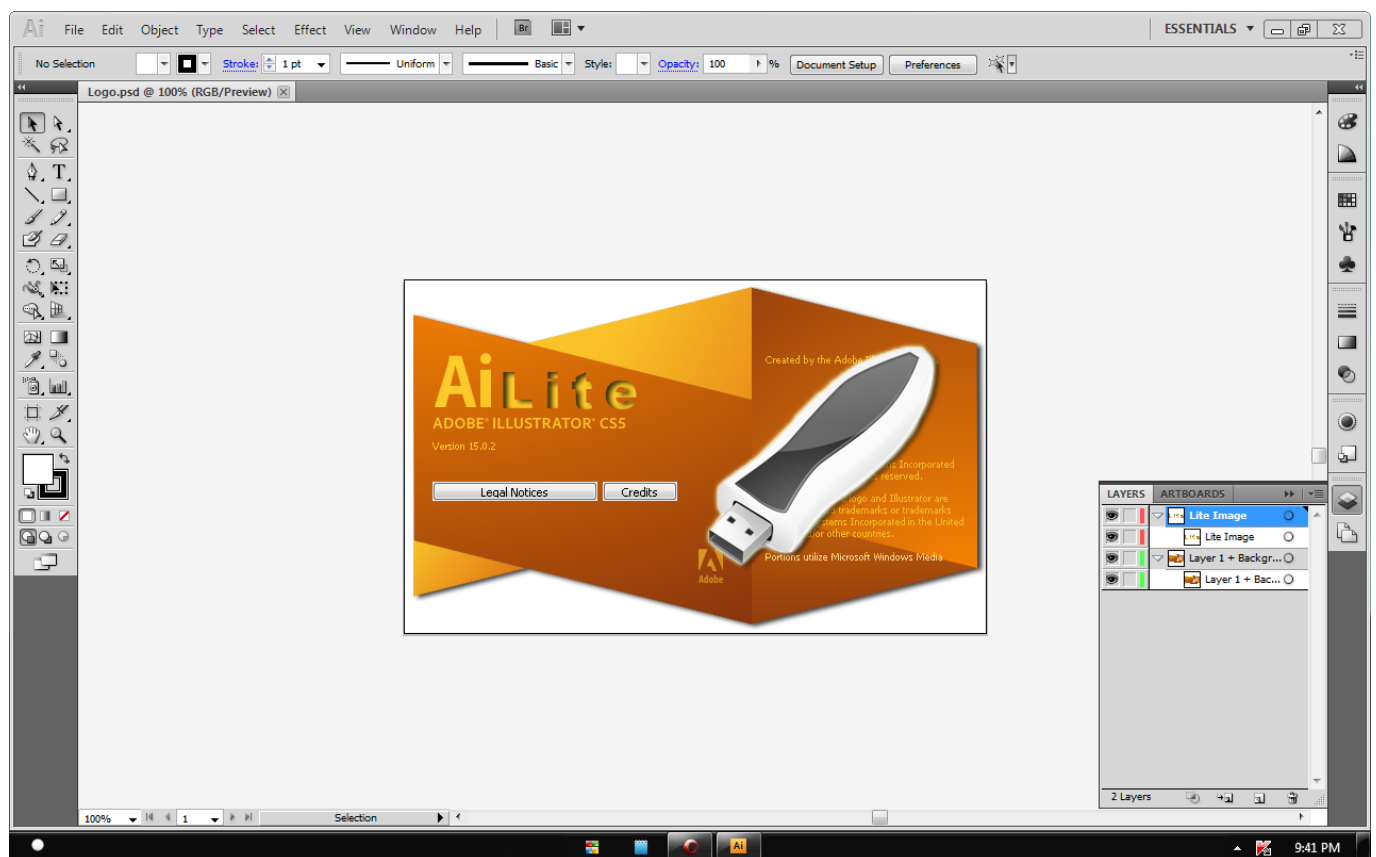 Ai File Edit Object Type Select Effect View Window Help Br ESSENTIALS
No Selection Stroke: 1 pt Uniform Basic Style: Opacity: 100 % Document Setup Preferences
Logo.psd @ 100% (RGB/Preview)
Created by the Adobe
Ai Lite
ADOBE® ILLUSTRATOR® CS5
Version 15.0.2
Legal Notices Credits
Incorporated
reserved.
logo and Illustrator are
trademarks or trademarks
Incorporated in the United
other countries.
Portions utilize Microsoft Windows Media
Adobe
LAYERS ARTBOARDS
Lite Image
Lite Image
Layer 1 + Backgr...
Layer 1 + Bac...
2 Layers
100% 1 Selection
Ai 9:41 PM